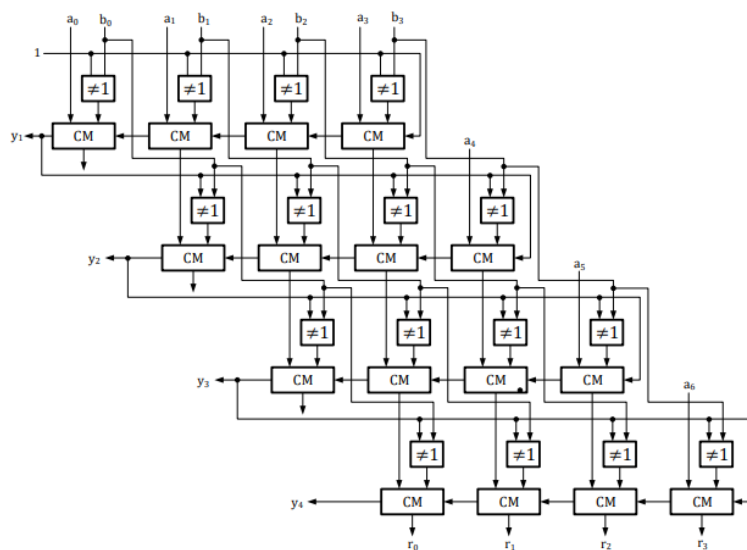 a₀ b₀ a₁ b₁ a₂ b₂ a₃ b₃
1
≠1 ≠1 ≠1 ≠1
y₁ CM CM CM CM
a₄
≠1 ≠1 ≠1 ≠1
y₂ CM CM CM CM
a₅
≠1 ≠1 ≠1 ≠1
y₃ CM CM CM CM
a₆
≠1 ≠1 ≠1 ≠1
y₄ CM CM CM CM
r₀ r₁ r₂ r₃